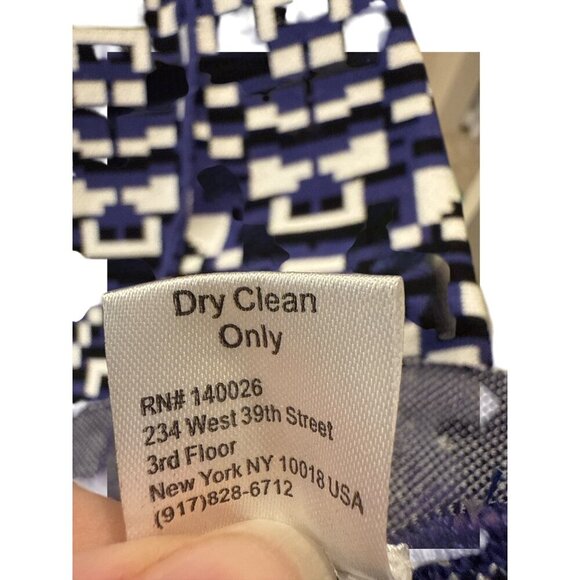 Dry Clean
Only
RN# 140026
234 West 39th Street
3rd Floor
New York NY 10018 USA
(917)828-6712